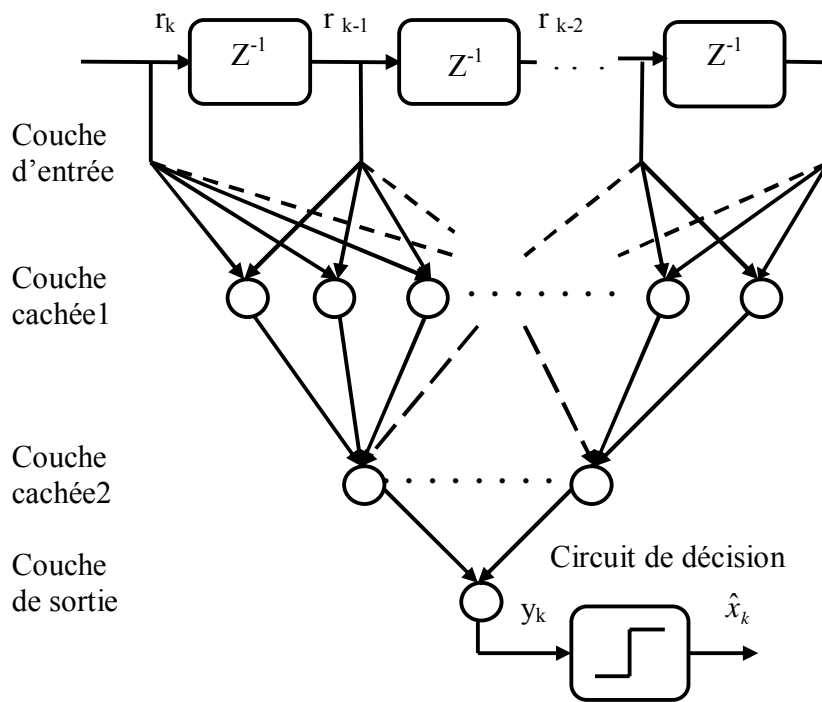 r_k r _{k-1} r _{k-2}
Z^{-1} Z^{-1} . . . Z^{-1}
Couche
d’entrée
Couche
cachée1
Couche
cachée2
Couche
de sortie
Circuit de décision
y_k x̂_k